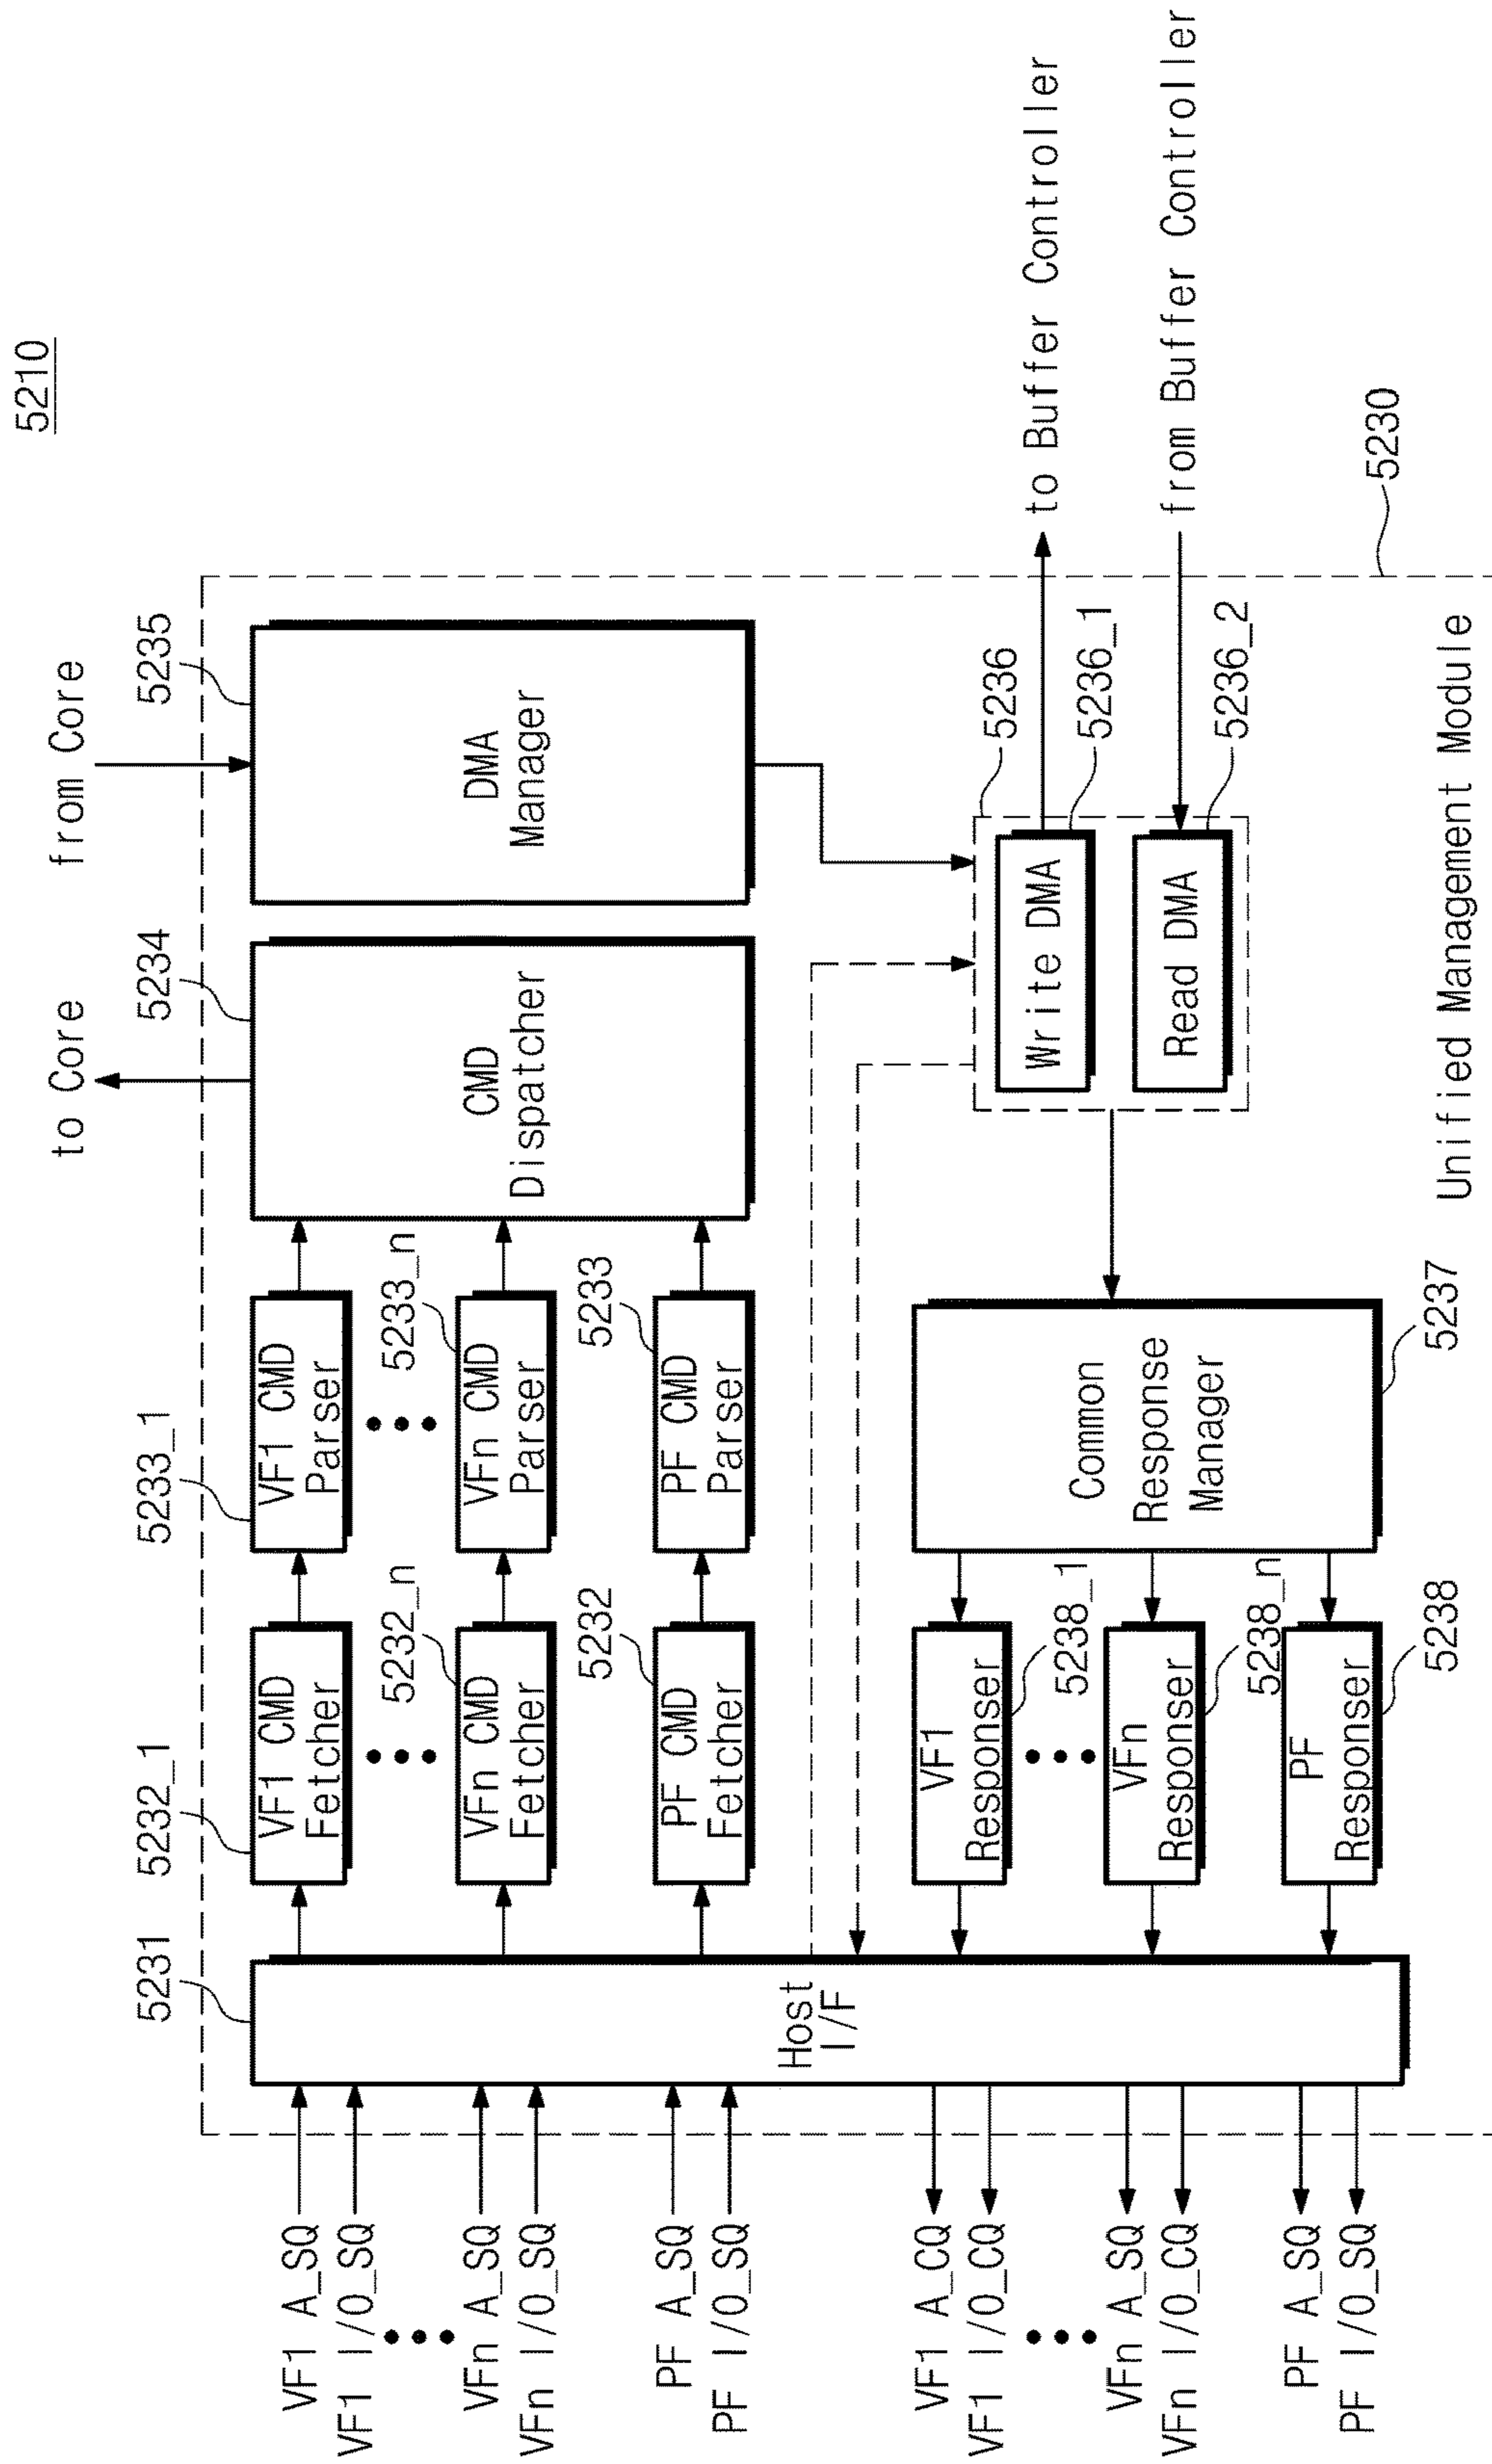 5210
to Core
from Core
5231
5232_1
5233_1
5234
5235
VF1 A_SQ
VF1 I/O_SQ
VFn A_SQ
VFn I/O_SQ
PF A_SQ
PF I/O_SQ
VF1 A_CQ
VF1 I/O_CQ
VFn A_SQ
VFn I/O_CQ
PF A_SQ
PF I/O_SQ
Host
I/F
VF1 CMD
Fetcher
5232_n
VFn CMD
Fetcher
5232
PF CMD
Fetcher
VF1 CMD
Parser
5233_n
VFn CMD
Parser
5233
PF CMD
Parser
CMD
Dispatcher
DMA
Manager
5236
Write DMA
5236_1
Read DMA
5236_2
to Buffer Controller
from Buffer Controller
VF1
Responser
5238_1
VFn
Responser
5238_n
PF
Responser
5238
Common
Response
Manager
5237
5230
Unified Management Module